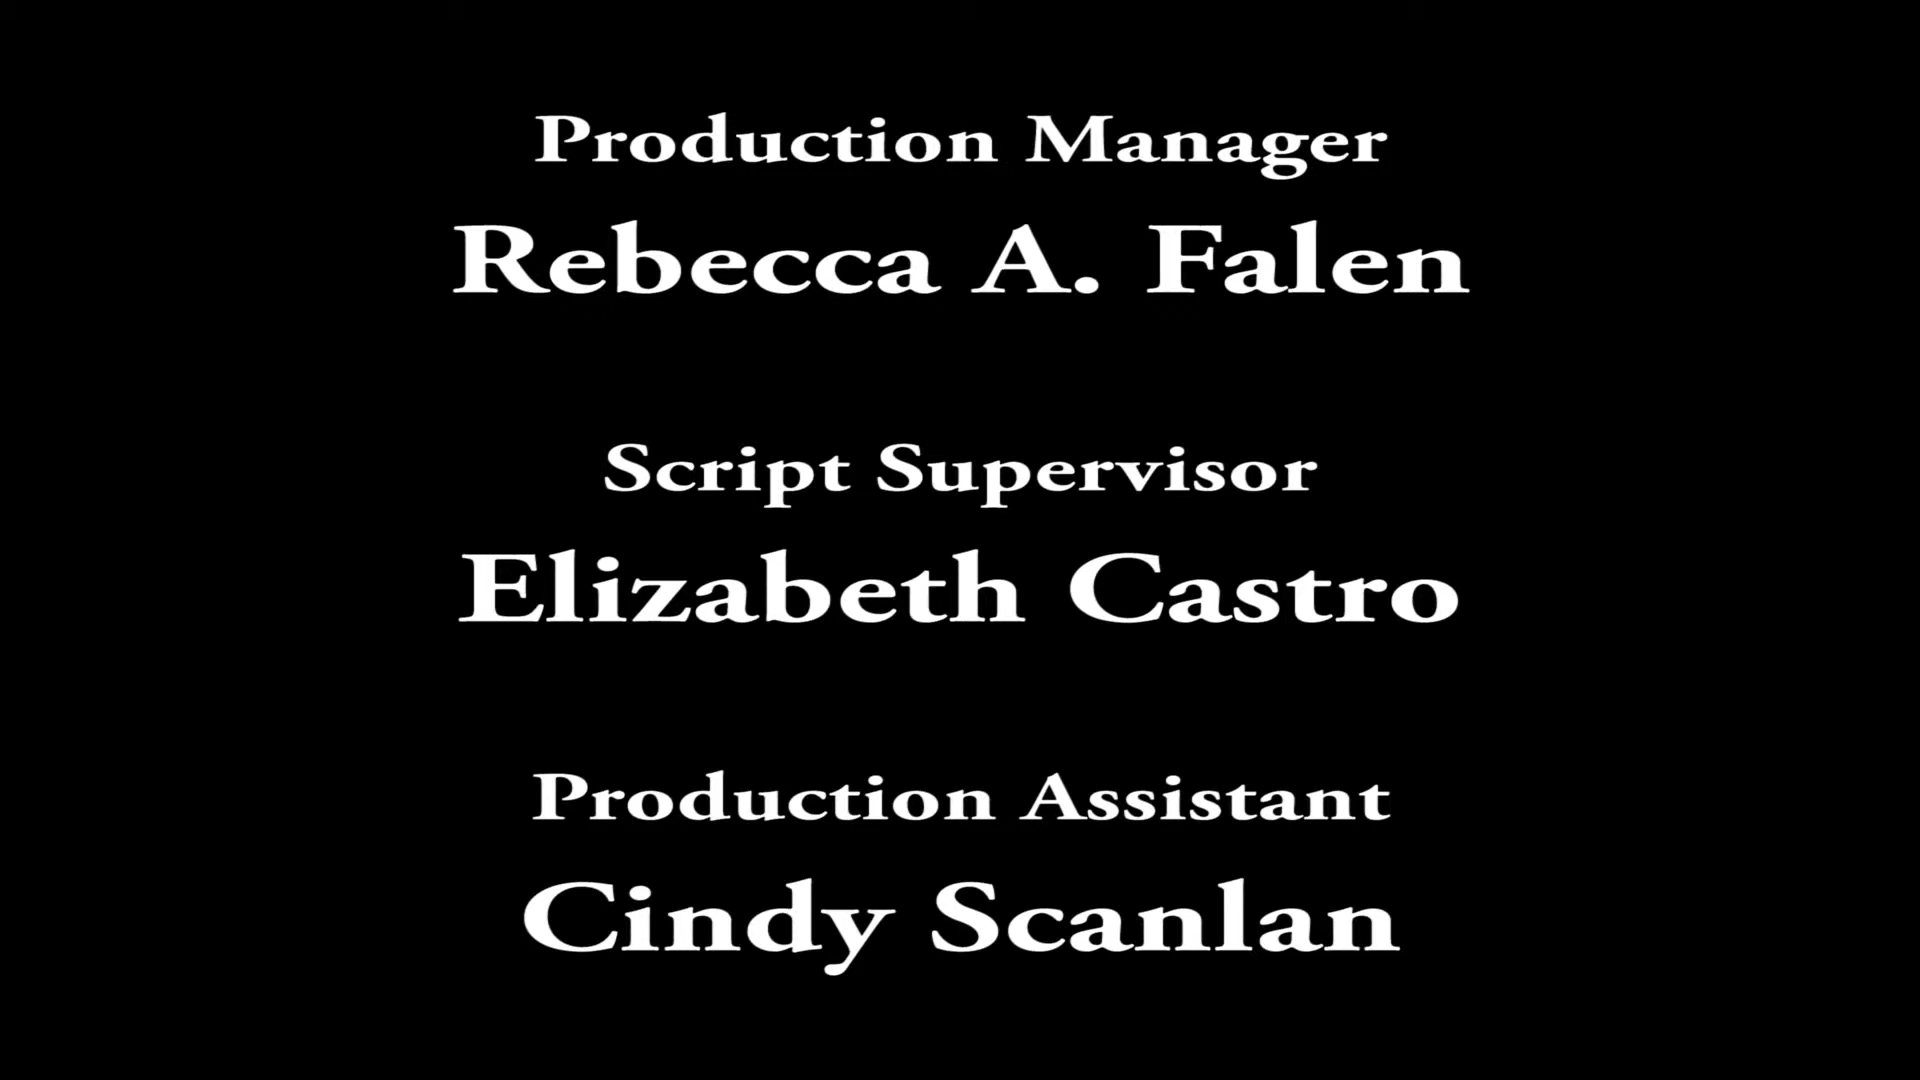 Production Manager
Rebecca A. Falen
Script Supervisor
Elizabeth Castro
Production Assistant
Cindy Scanlan